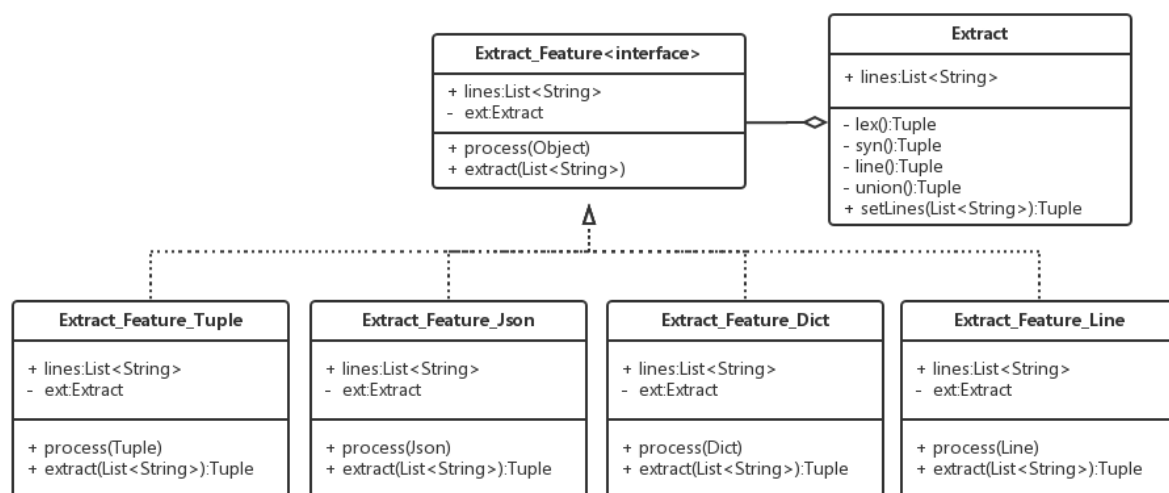 Extract_Feature<interface>
+ lines:List<String>
- ext:Extract
+ process(Object)
+ extract(List<String>)
Extract
+ lines:List<String>
- lex():Tuple
- syn():Tuple
- line():Tuple
- union():Tuple
+ setLines(List<String>):Tuple
Extract_Feature_Tuple
+ lines:List<String>
- ext:Extract
+ process(Tuple)
+ extract(List<String>):Tuple
Extract_Feature_Json
+ lines:List<String>
- ext:Extract
+ process(Json)
+ extract(List<String>):Tuple
Extract_Feature_Dict
+ lines:List<String>
- ext:Extract
+ process(Dict)
+ extract(List<String>):Tuple
Extract_Feature_Line
+ lines:List<String>
- ext:Extract
+ process(Line)
+ extract(List<String>):Tuple